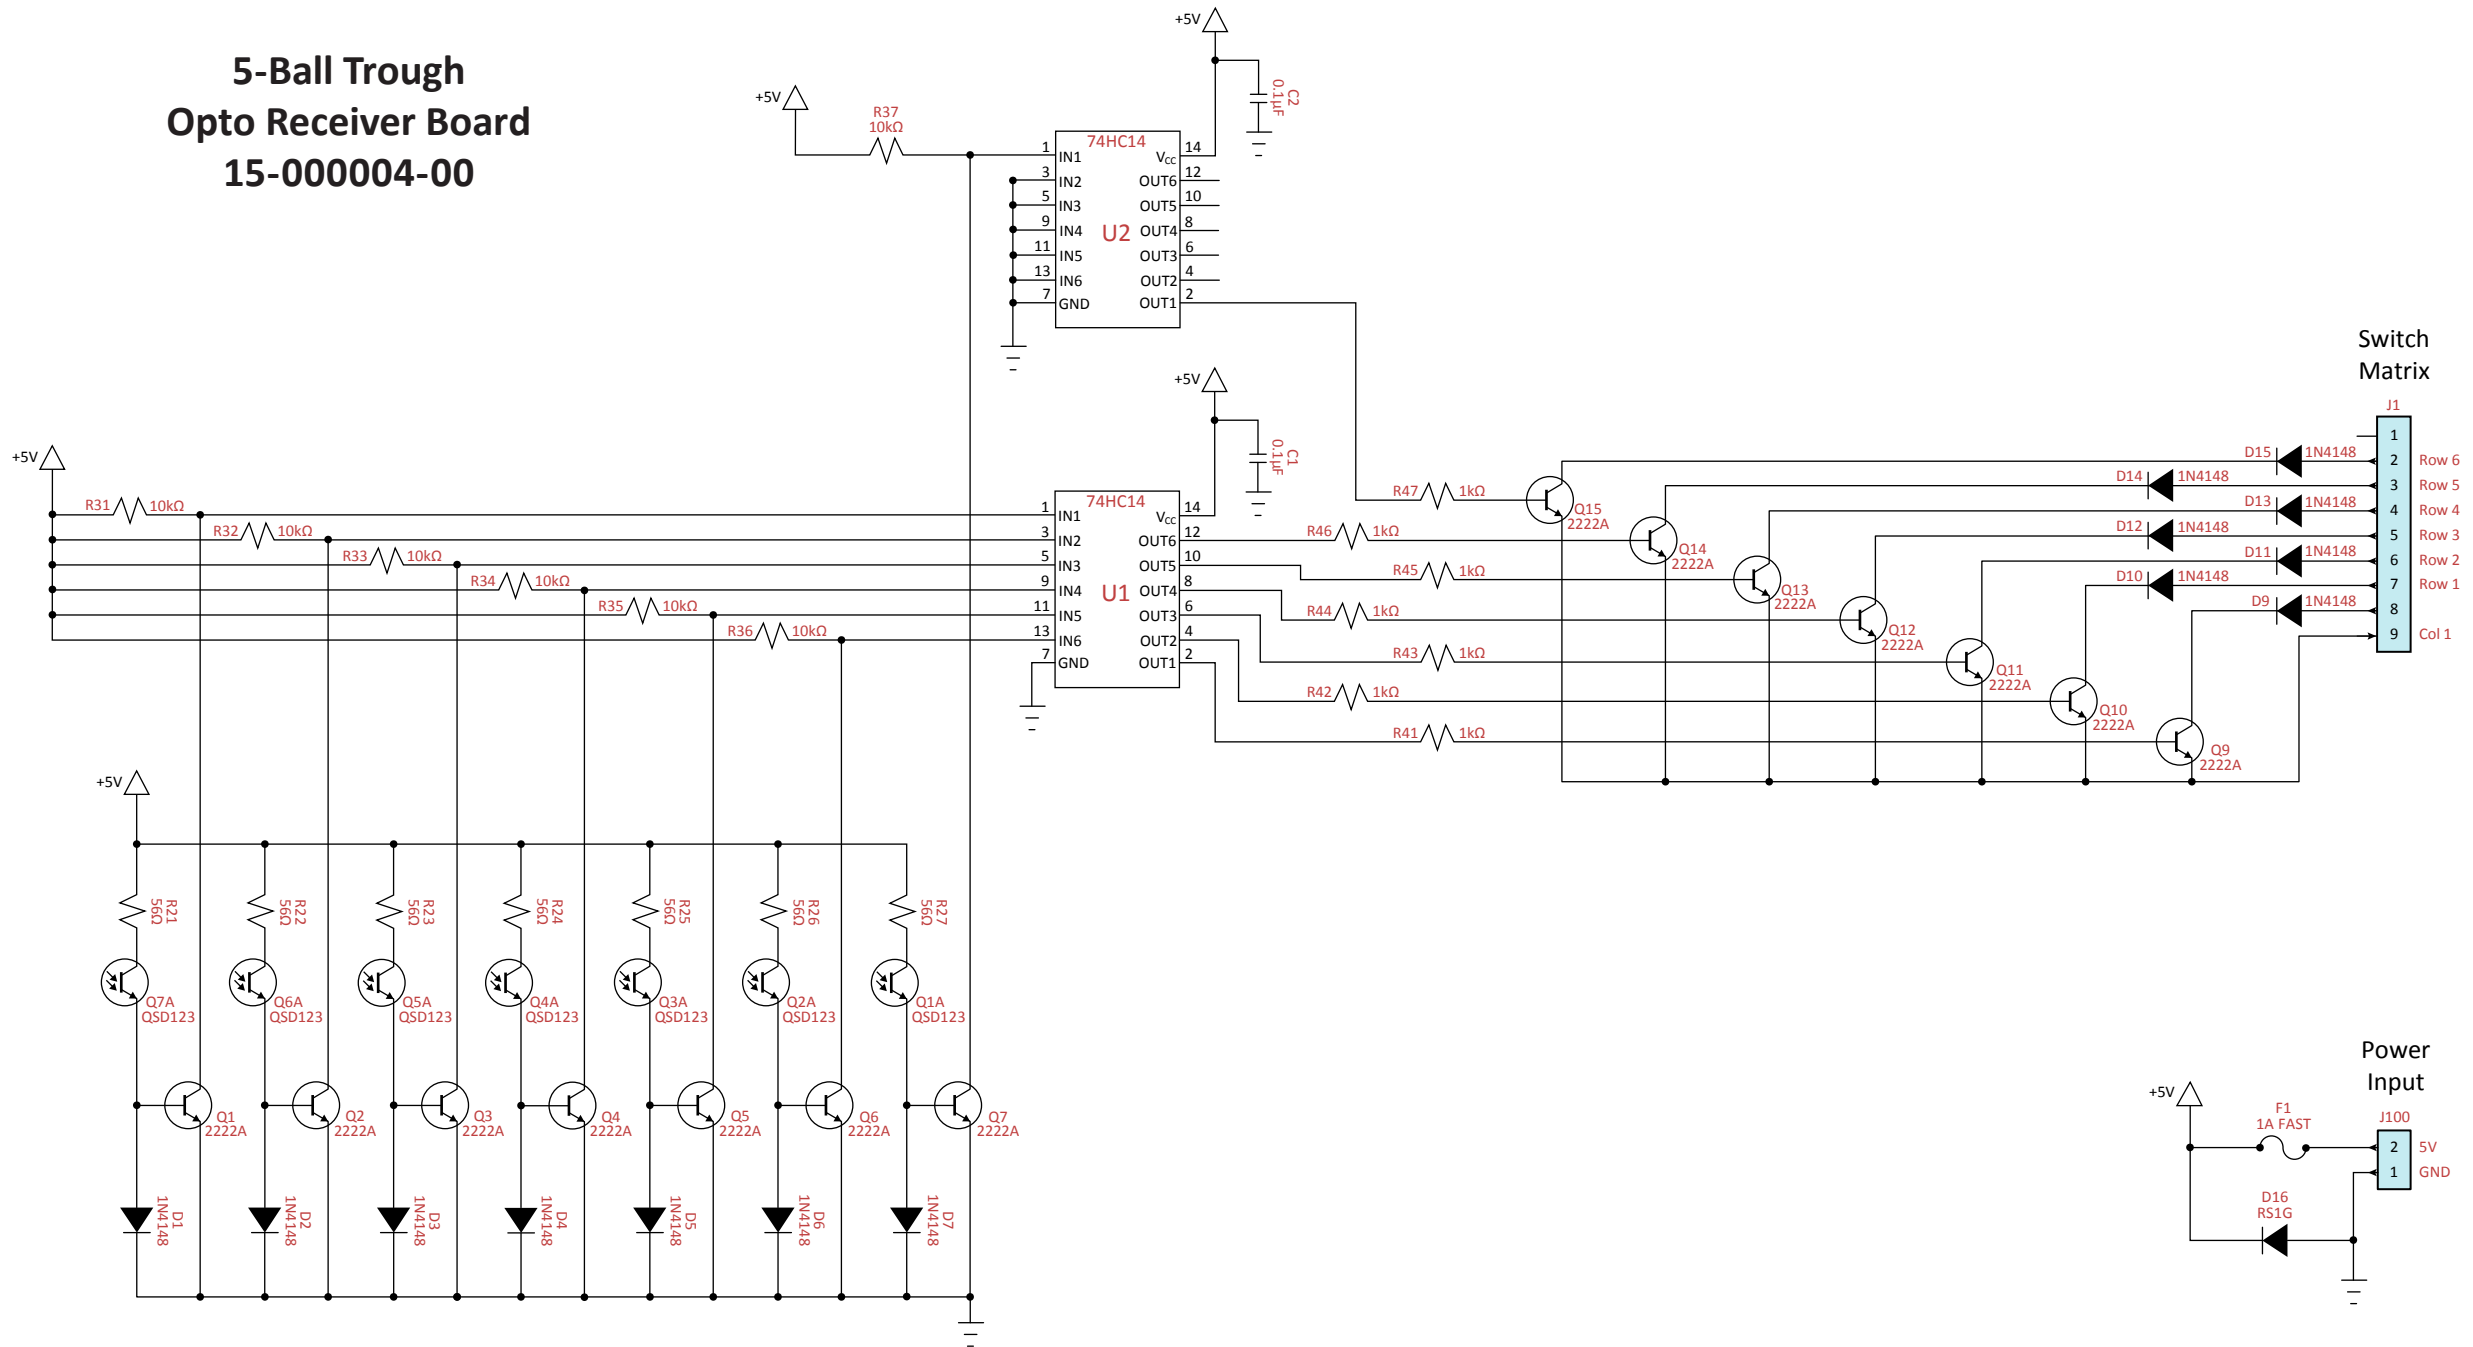 5-Ball Trough
Opto Receiver Board
15-000004-00
+5V
C2
0.1µF
+5V
R37
10kΩ
74HC14
U2
1 IN1
3 IN2
5 IN3
9 IN4
11 IN5
13 IN6
7 GND
VCC 14
OUT6 12
OUT5 10
OUT4 8
OUT3 6
OUT2 4
OUT1 2
+5V
C1
0.1µF
+5V
R31 10kΩ
R32 10kΩ
R33 10kΩ
R34 10kΩ
R35 10kΩ
R36 10kΩ
74HC14
U1
1 IN1
3 IN2
5 IN3
9 IN4
11 IN5
13 IN6
7 GND
VCC 14
OUT6 12
OUT5 10
OUT4 8
OUT3 6
OUT2 4
OUT1 2
R47 1kΩ
R46 1kΩ
R45 1kΩ
R44 1kΩ
R43 1kΩ
R42 1kΩ
R41 1kΩ
Q15
2222A
Q14
2222A
Q13
2222A
Q12
2222A
Q11
2222A
Q10
2222A
Q9
2222A
D15 1N4148
D14 1N4148
D13 1N4148
D12 1N4148
D11 1N4148
D10 1N4148
D9 1N4148
Switch
Matrix
J1
1
2 Row 6
3 Row 5
4 Row 4
5 Row 3
6 Row 2
7 Row 1
8
9 Col 1
+5V
R21
56Ω
R22
56Ω
R23
56Ω
R24
56Ω
R25
56Ω
R26
56Ω
R27
56Ω
Q7A
QSD123
Q6A
QSD123
Q5A
QSD123
Q4A
QSD123
Q3A
QSD123
Q2A
QSD123
Q1A
QSD123
Q1
2222A
Q2
2222A
Q3
2222A
Q4
2222A
Q5
2222A
Q6
2222A
Q7
2222A
D1
1N4148
D2
1N4148
D3
1N4148
D4
1N4148
D5
1N4148
D6
1N4148
D7
1N4148
Power
Input
+5V
F1
1A FAST
J100
2 5V
1 GND
D16
RS1G